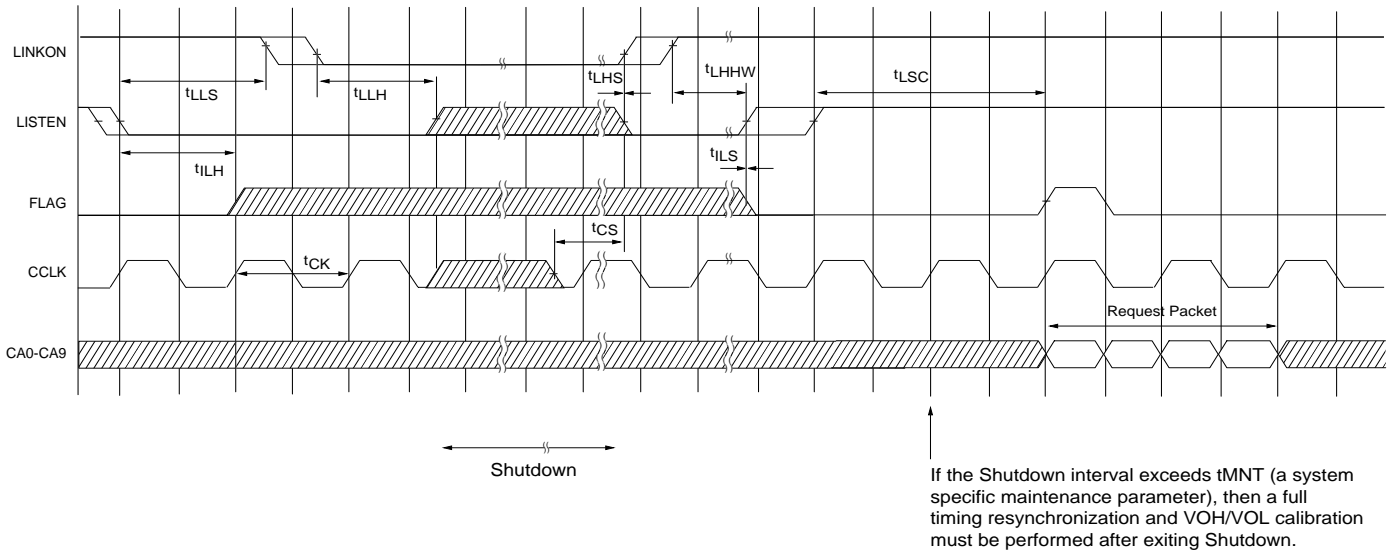 LINKON
tLLS
tLLH
tLHS
tLHHW
tLSC
LISTEN
tILH
tILS
FLAG
tCS
CCLK
tCK
Request Packet
CA0-CA9
Shutdown
If the Shutdown interval exceeds tMNT (a system
specific maintenance parameter), then a full
timing resynchronization and VOH/VOL calibration
must be performed after exiting Shutdown.